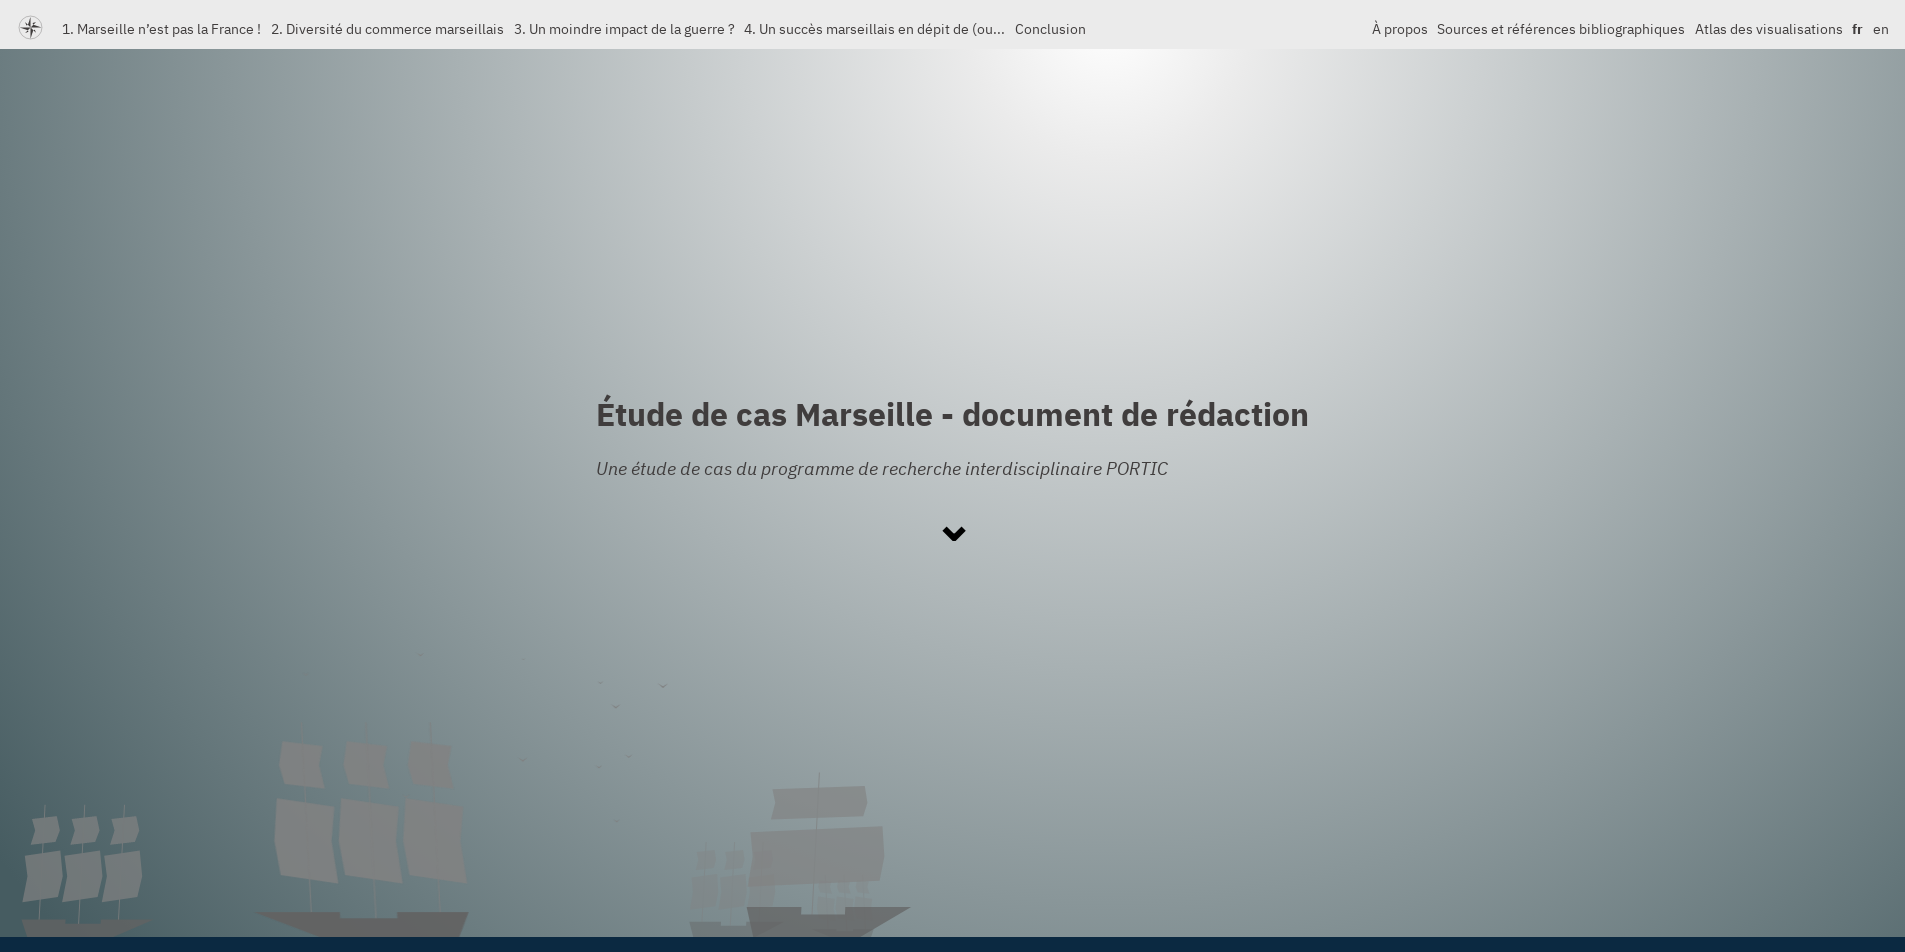 1. Marseille n’est pas la France ! 2. Diversité du commerce marseillais 3. Un moindre impact de la guerre ? 4. Un succès marseillais en dépit de (ou... Conclusion À propos Sources et références bibliographiques Atlas des visualisations fr en
Étude de cas Marseille - document de rédaction
Une étude de cas du programme de recherche interdisciplinaire PORTIC